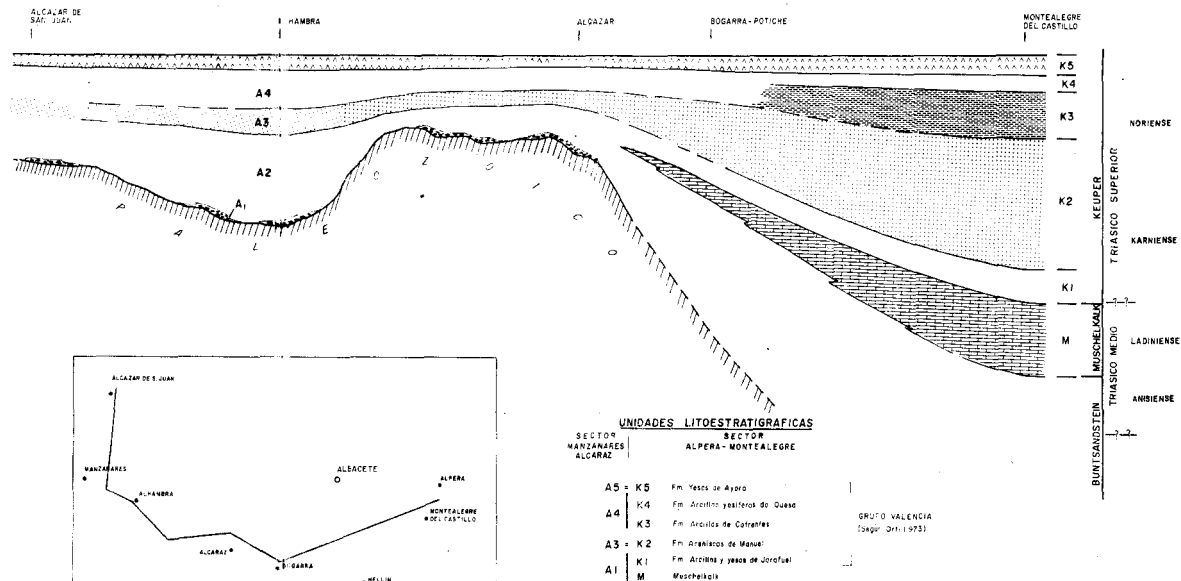 ALCAZAR DE SAN JUAN
HAMBRA
ALCAZAR
BOGARRA-POTICHE
MONTEALEGRE DEL CASTILLO
K5
A4
K4
A3
K3
NORIENSE
A2
K2
KEUPER
TRIASICO SUPERIOR
A1
P A L E O Z O I C O
KARNIENSE
K1
?-?
M
MUSCHELKALK
TRIASICO MEDIO
LADINIENSE
ANISIENSE
BUNTSANDSTEIN
?-?
ALCAZAR DE S. JUAN
MANZANARES
ALHAMBRA
ALBACETE
ALPERA
MONTEALEGRE DEL CASTILLO
ALCARAZ
BOGARRA
HELLIN
UNIDADES LITOESTRATIGRAFICAS
SECTOR MANZANARES ALCARAZ
SECTOR ALPERA-MONTEALEGRE
A5 = K5 Fm. Yesos de Ayora
A4
K4 Fm. Arcillas yesiferas de Quesa
K3 Fm. Arcillas de Cofrentes
A3 = K2 Fm. Areniscas de Manuel
A1
K1 Fm. Arcillas y yesos de Jarafuel
M Muschelkalk
GRUPO VALENCIA
(Según Orti, 1973)